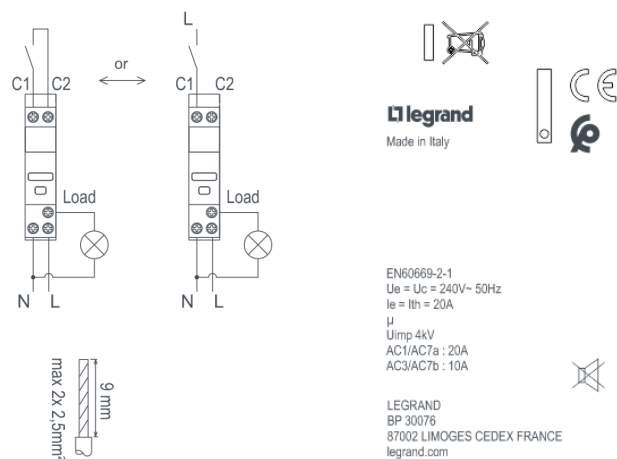 L
C1 C2
or
C1 C2
Load
Load
N L
N L
max 2x 2,5mm²
9 mm
legrand
Made in Italy
CE
EN60669-2-1
Ue = Uc = 240V~ 50Hz
Ie = Ith = 20A
µ
Uimp 4kV
AC1/AC7a : 20A
AC3/AC7b : 10A
LEGRAND
BP 30076
87002 LIMOGES CEDEX FRANCE
legrand.com